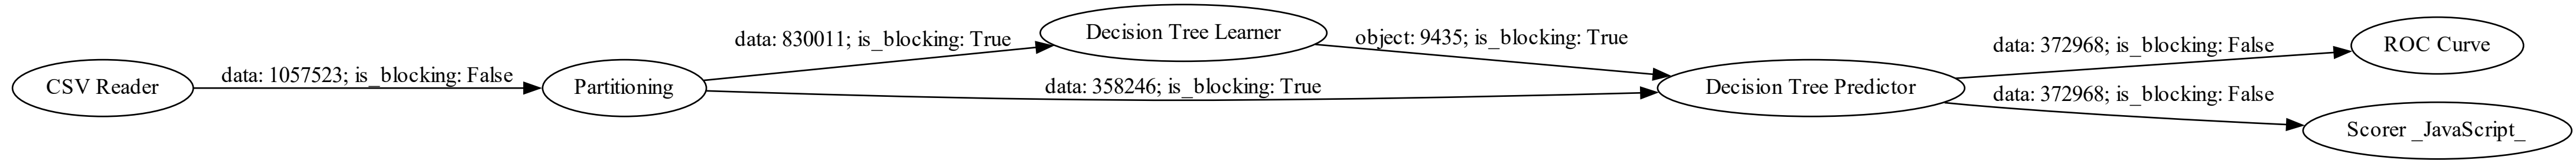 CSV Reader
data: 1057523; is_blocking: False
Partitioning
data: 830011; is_blocking: True
data: 358246; is_blocking: True
Decision Tree Learner
object: 9435; is_blocking: True
Decision Tree Predictor
data: 372968; is_blocking: False
data: 372968; is_blocking: False
ROC Curve
Scorer _JavaScript_